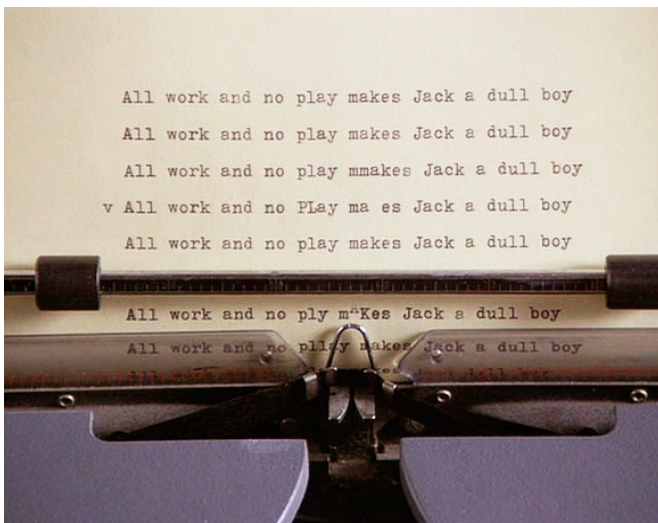 All work and no play makes Jack a dull boy
All work and no play makes Jack a dull boy
All work and no play mmakes Jack a dull boy
v All work and no PLay ma es Jack a dull boy
All work and no play makes Jack a dull boy
All work and no ply m"Kes Jack a dull boy
All work and no pllay makes Jack a dull boy